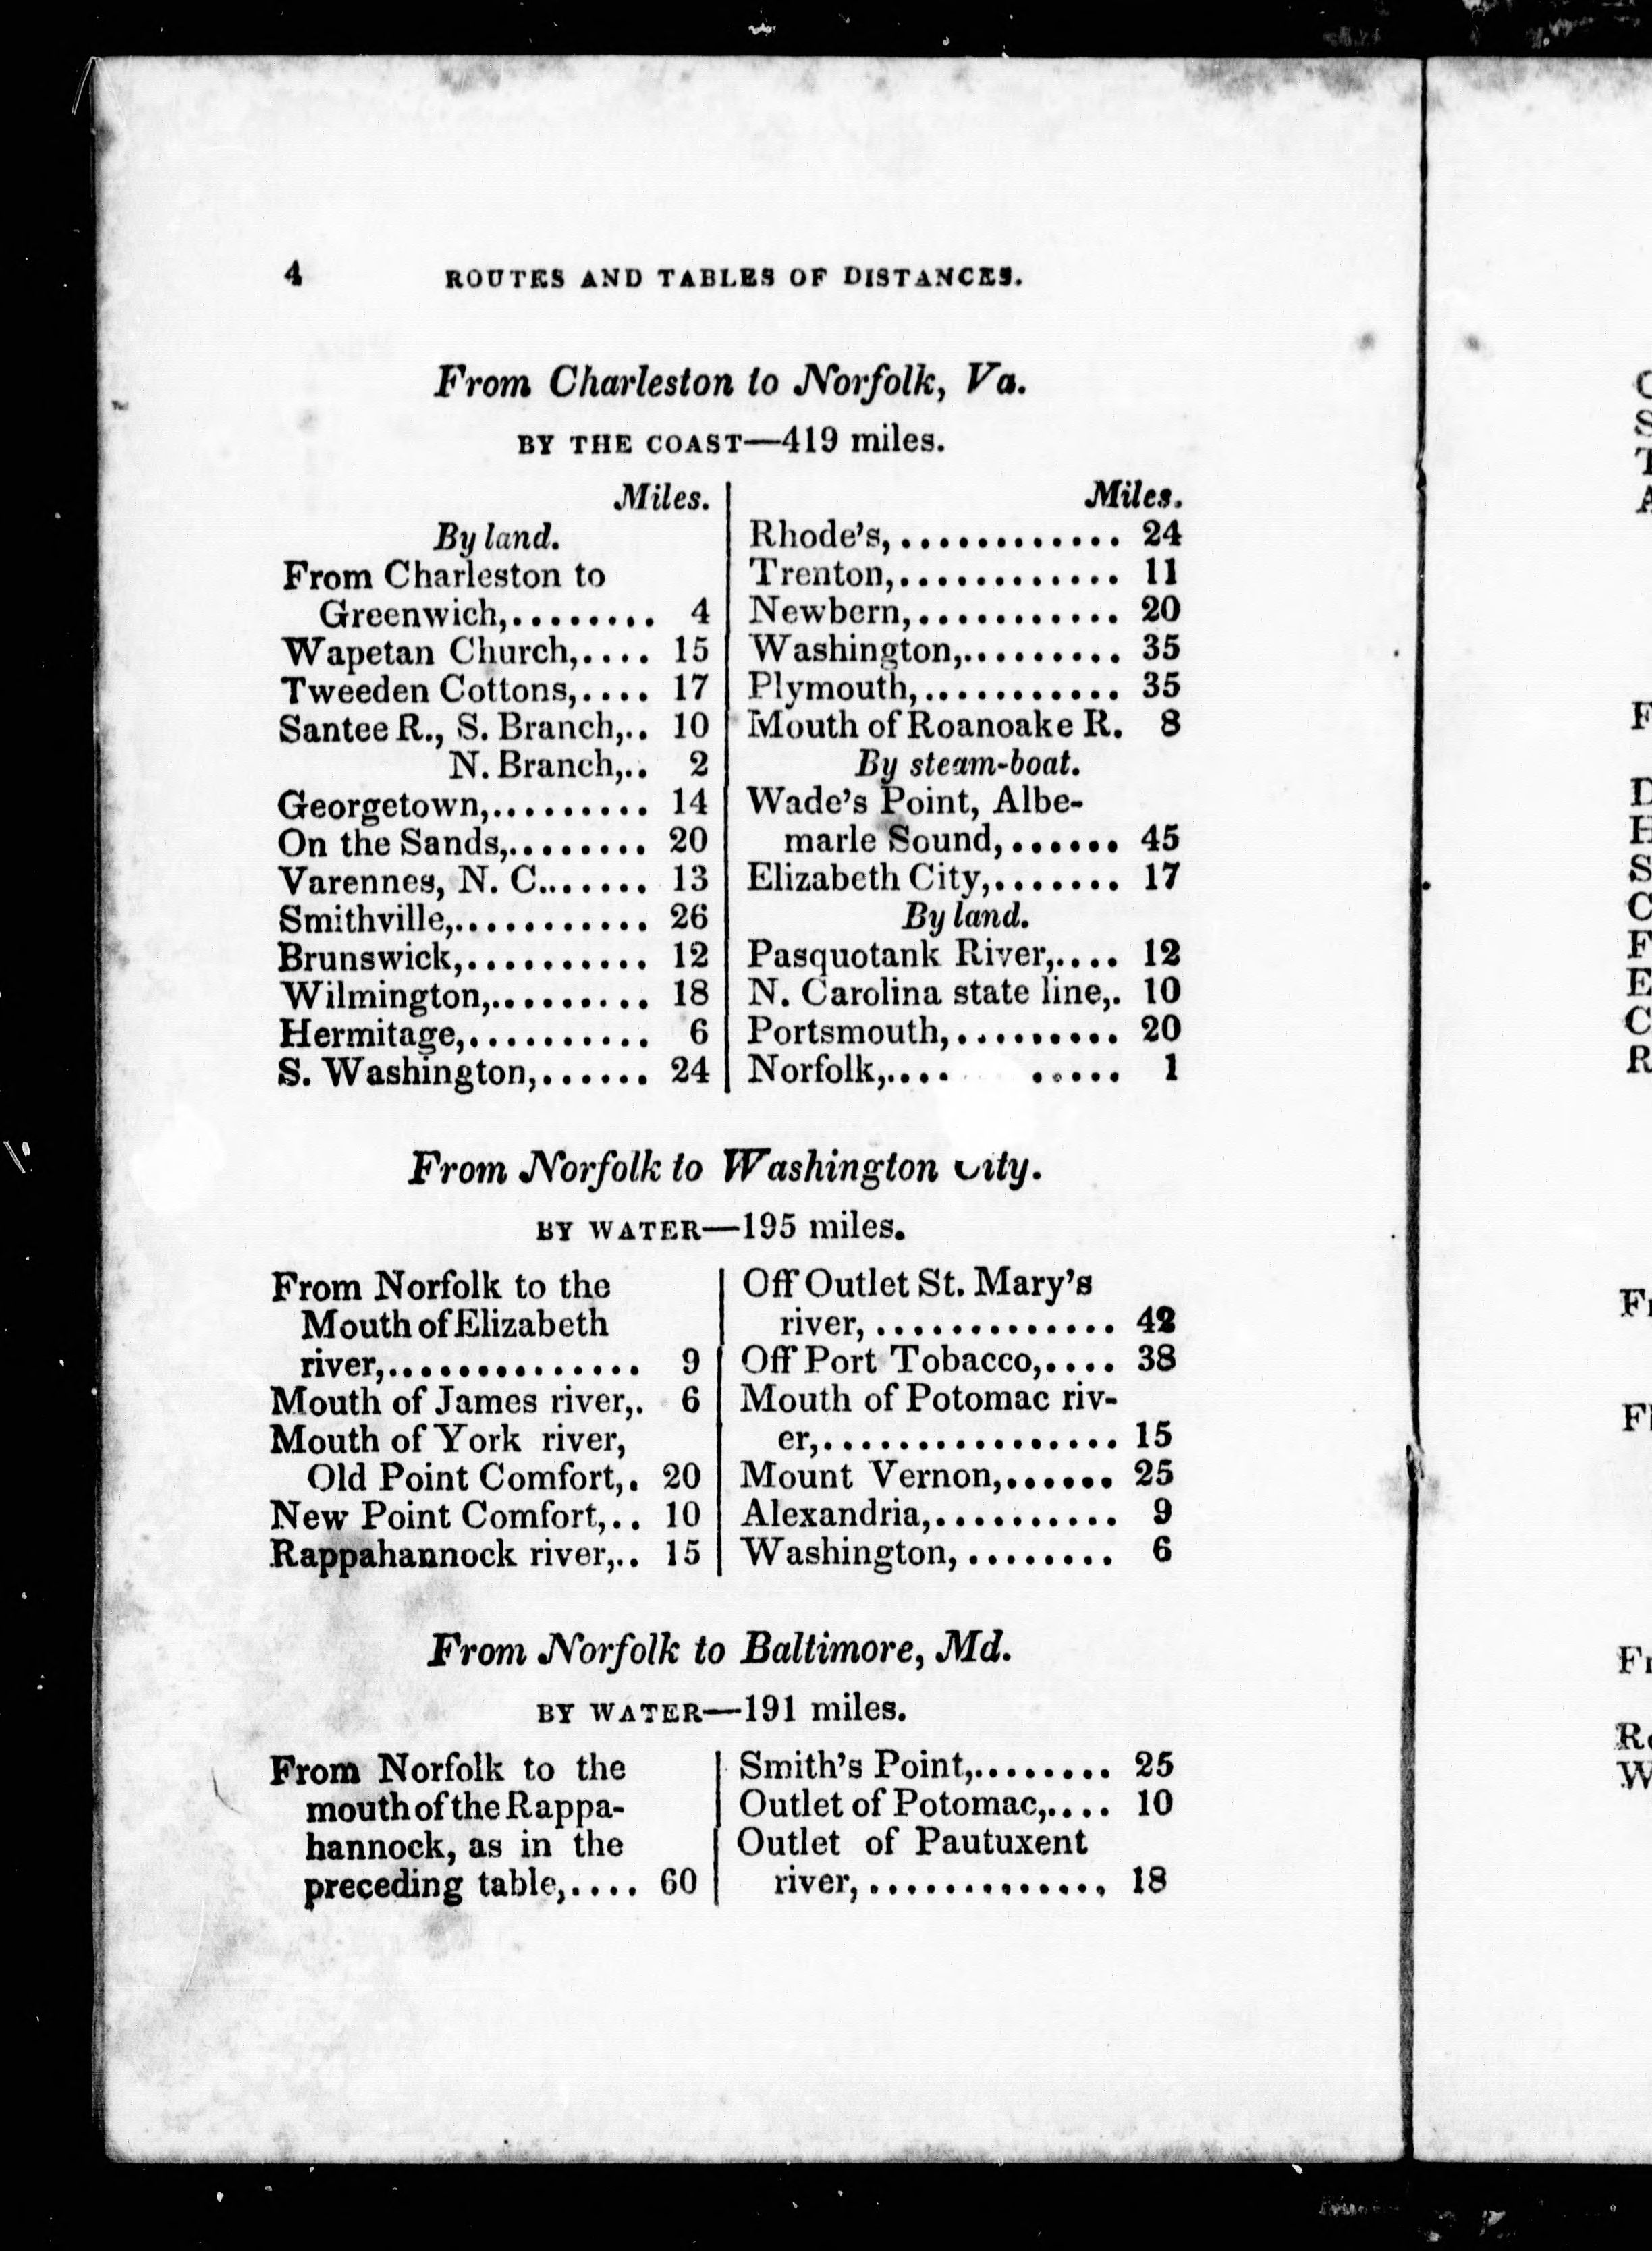 4 ROUTES AND TABLES OF DISTANCES.
From Charleston to Norfolk, Va.
BY THE COAST—419 miles.
Miles.
By land.
From Charleston to
Greenwich,........ 4
Wapetan Church,.... 15
Tweeden Cottons,.... 17
Santee R., S. Branch,.. 10
N. Branch,.. 2
Georgetown,......... 14
On the Sands,........ 20
Varennes, N. C....... 13
Smithville,........... 26
Brunswick,.......... 12
Wilmington,......... 18
Hermitage,.......... 6
S. Washington,...... 24
Miles.
Rhode's,............ 24
Trenton,............ 11
Newbern,........... 20
Washington,......... 35
Plymouth,........... 35
Mouth of Roanoake R. 8
By steam-boat.
Wade's Point, Albe-
marle Sound,...... 45
Elizabeth City,....... 17
By land.
Pasquotank River,.... 12
N. Carolina state line,. 10
Portsmouth,......... 20
Norfolk,.... ..... 1
From Norfolk to Washington City.
BY WATER—195 miles.
From Norfolk to the
Mouth of Elizabeth
river,.............. 9
Mouth of James river,. 6
Mouth of York river,
Old Point Comfort,. 20
New Point Comfort,.. 10
Rappahannock river,.. 15
Off Outlet St. Mary's
river,............. 42
Off Port Tobacco,.... 38
Mouth of Potomac riv-
er,................ 15
Mount Vernon,...... 25
Alexandria,.......... 9
Washington,........ 6
From Norfolk to Baltimore, Md.
BY WATER—191 miles.
From Norfolk to the
mouth of the Rappa-
hannock, as in the
preceding table,.... 60
Smith's Point,........ 25
Outlet of Potomac,.... 10
Outlet of Pautuxent
river,............. 18